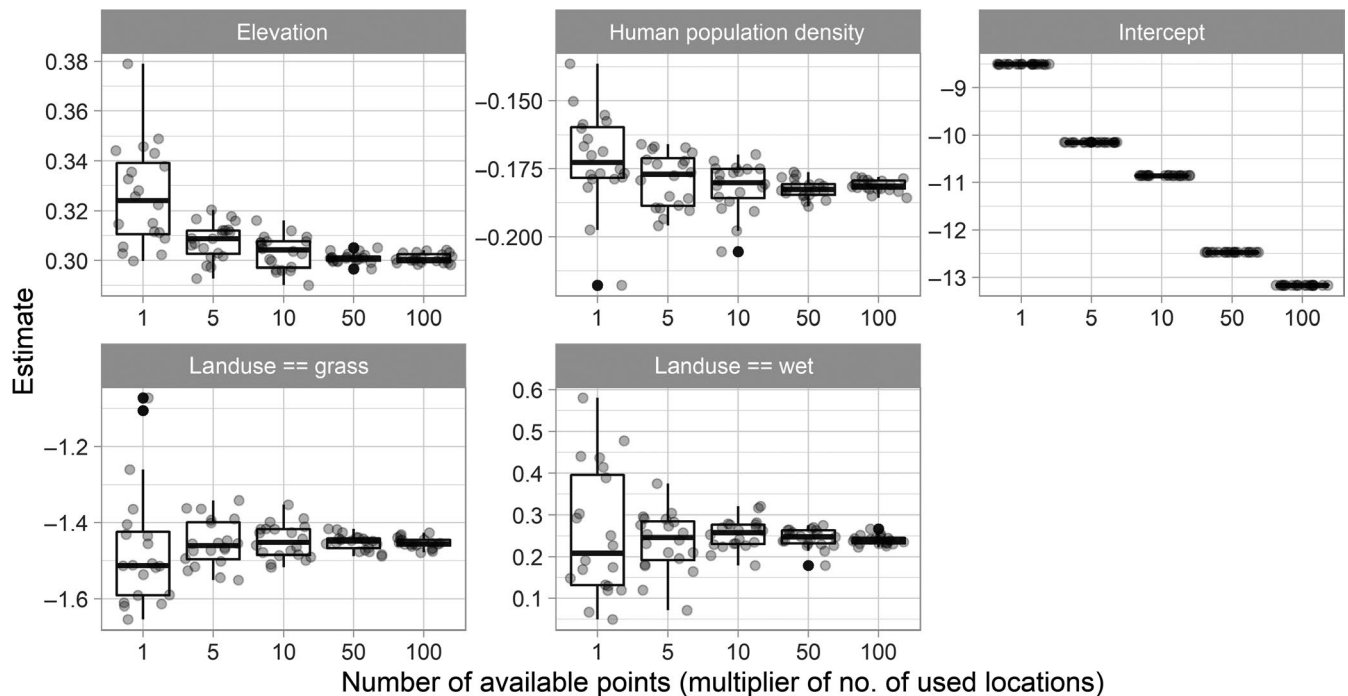 Elevation
Human population density
Intercept
0.38
0.36
0.34
0.32
0.30
1 5 10 50 100
−0.150
−0.175
−0.200
1 5 10 50 100
−9
−10
−11
−12
−13
1 5 10 50 100
Estimate
Landuse == grass
Landuse == wet
−1.2
−1.4
−1.6
1 5 10 50 100
0.6
0.5
0.4
0.3
0.2
0.1
1 5 10 50 100
Number of available points (multiplier of no. of used locations)